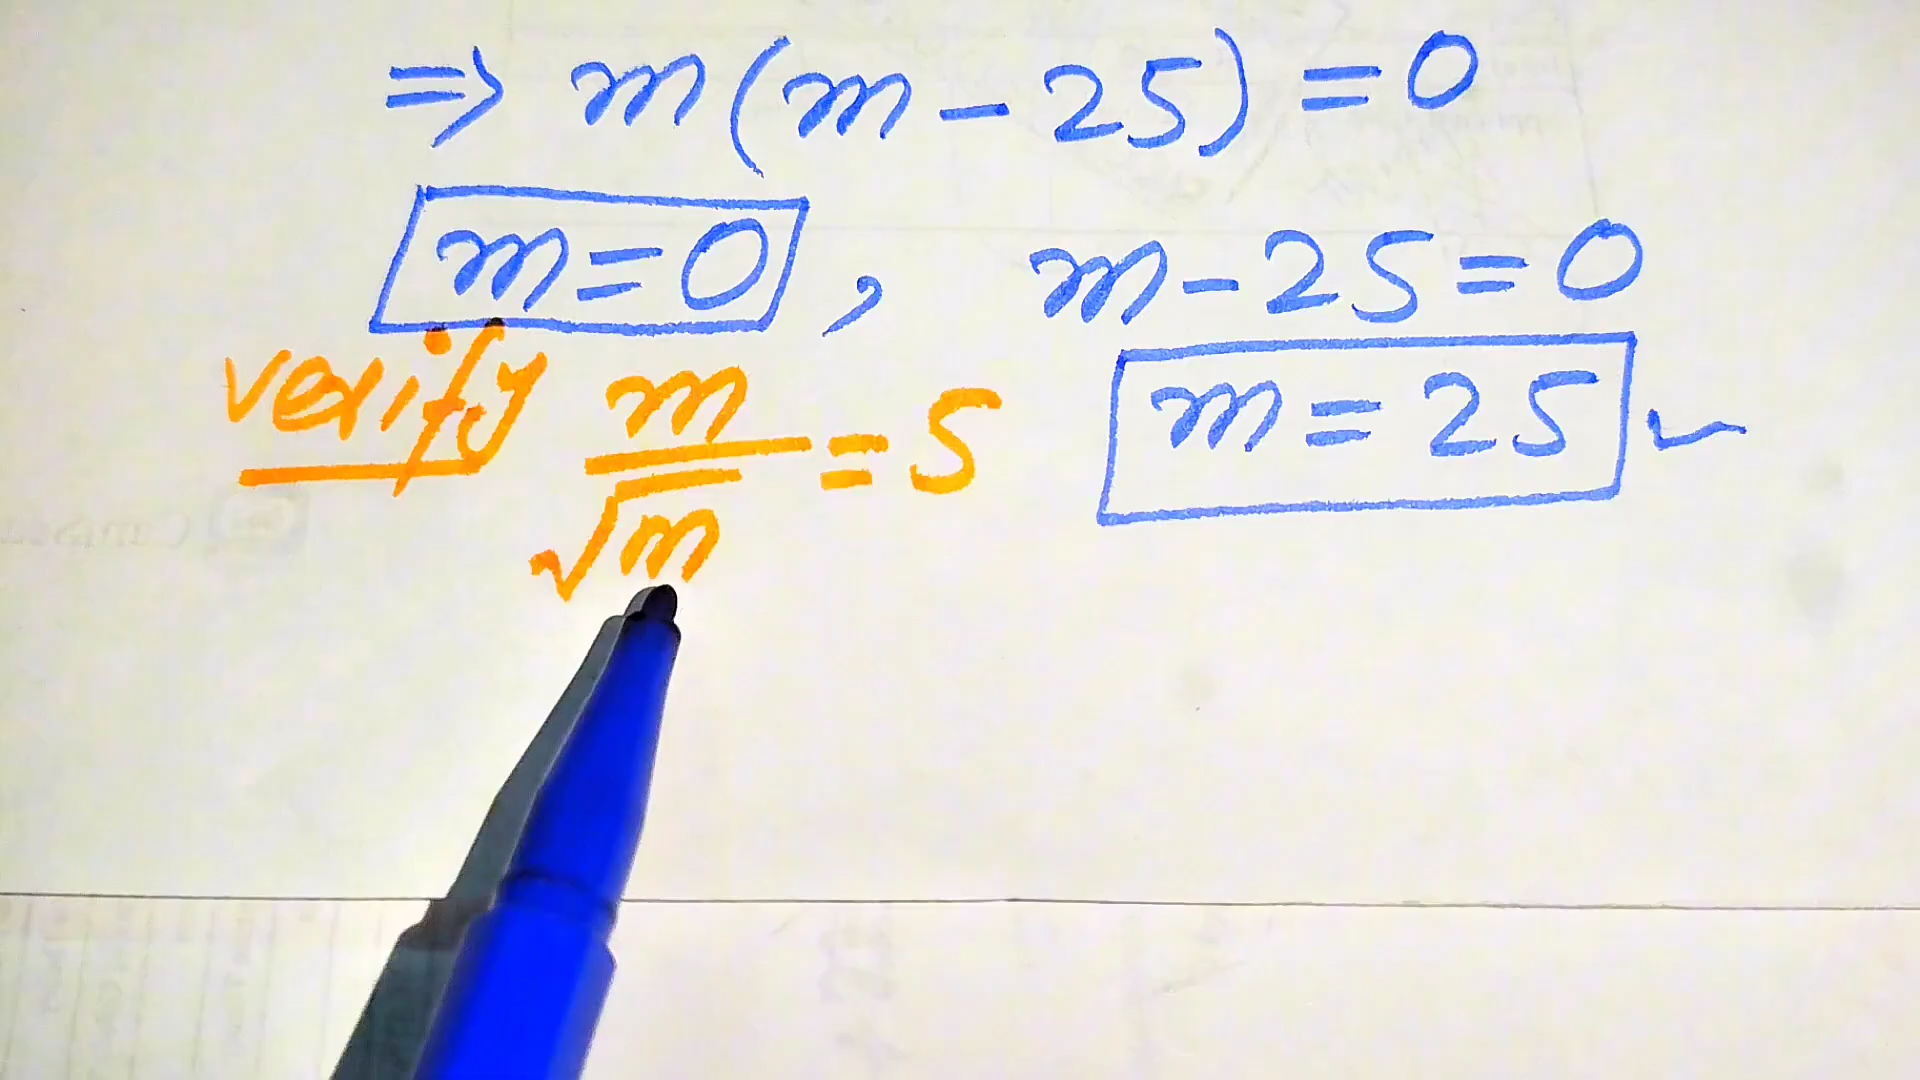 => m(m-25)=0
m=0, m-25=0
verify m/√m=5 m=25 ✓